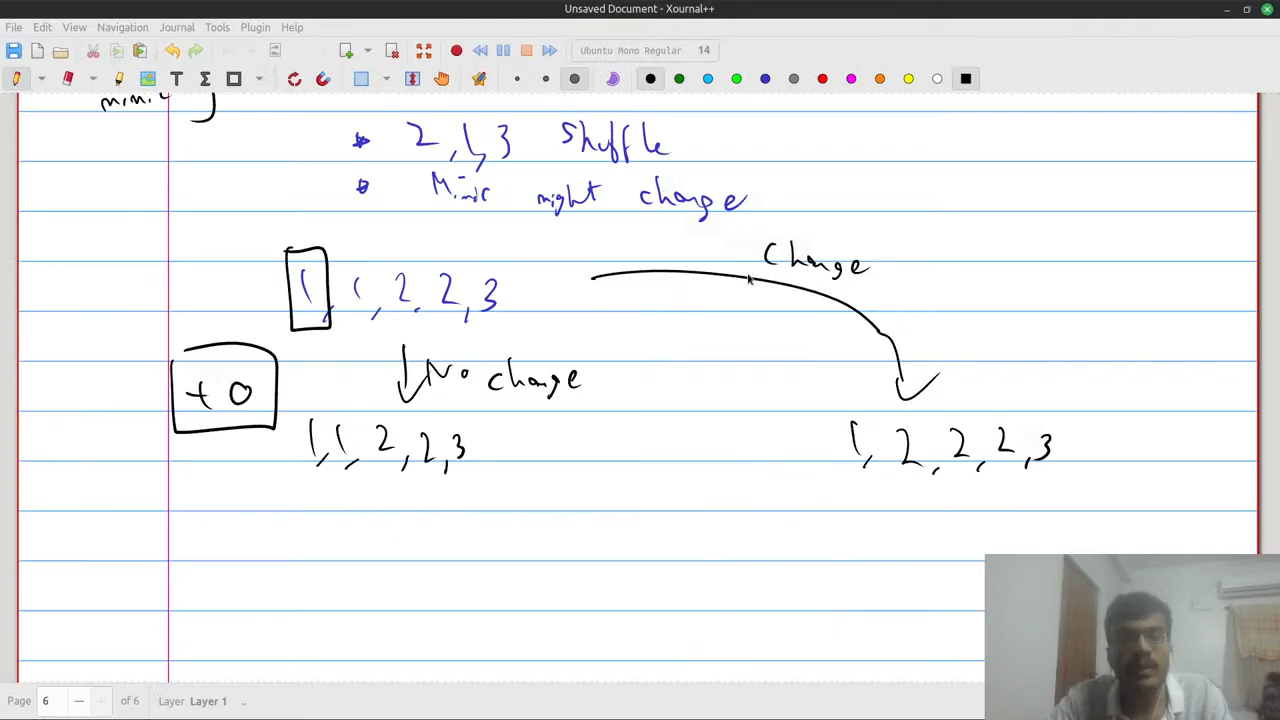 Unsaved Document - Xournal++
File Edit View Navigation Journal Tools Plugin Help
Ubuntu Mono Regular 14
mimic
2, 1, 3 Shuffle
Mimic might change
Change
1, 1, 2, 2, 3
+ 0
No change
1, 1, 2, 2, 3
1, 2, 2, 2, 3
Page 6 of 6 Layer Layer 1